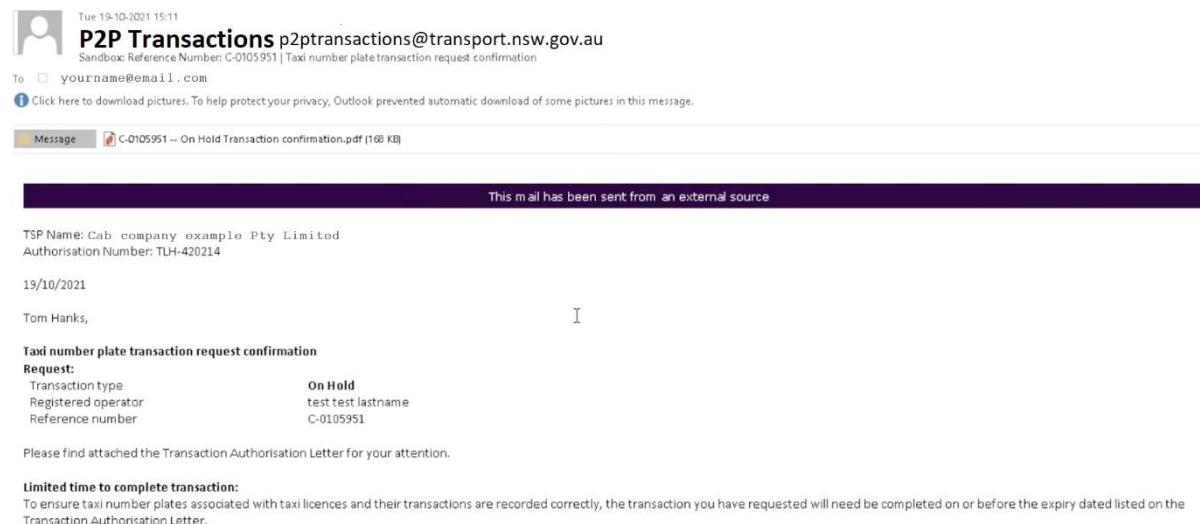 Tue 19-10-2021 15:11
P2P Transactions p2ptransactions@transport.nsw.gov.au
Sandbox: Reference Number: C-0105951 | Taxi number plate transaction request confirmation
To yourname@email.com
Click here to download pictures. To help protect your privacy, Outlook prevented automatic download of some pictures in this message.
Message C-0105951 -- On Hold Transaction confirmation.pdf (168 KB)
This mail has been sent from an external source
TSP Name: Cab company example Pty Limited
Authorisation Number: TLH-420214
19/10/2021
Tom Hanks,
Taxi number plate transaction request confirmation
Request:
Transaction type On Hold
Registered operator test test lastname
Reference number C-0105951
Please find attached the Transaction Authorisation Letter for your attention.
Limited time to complete transaction:
To ensure taxi number plates associated with taxi licences and their transactions are recorded correctly, the transaction you have requested will need be completed on or before the expiry dated listed on the
Transaction Authorisation Letter.